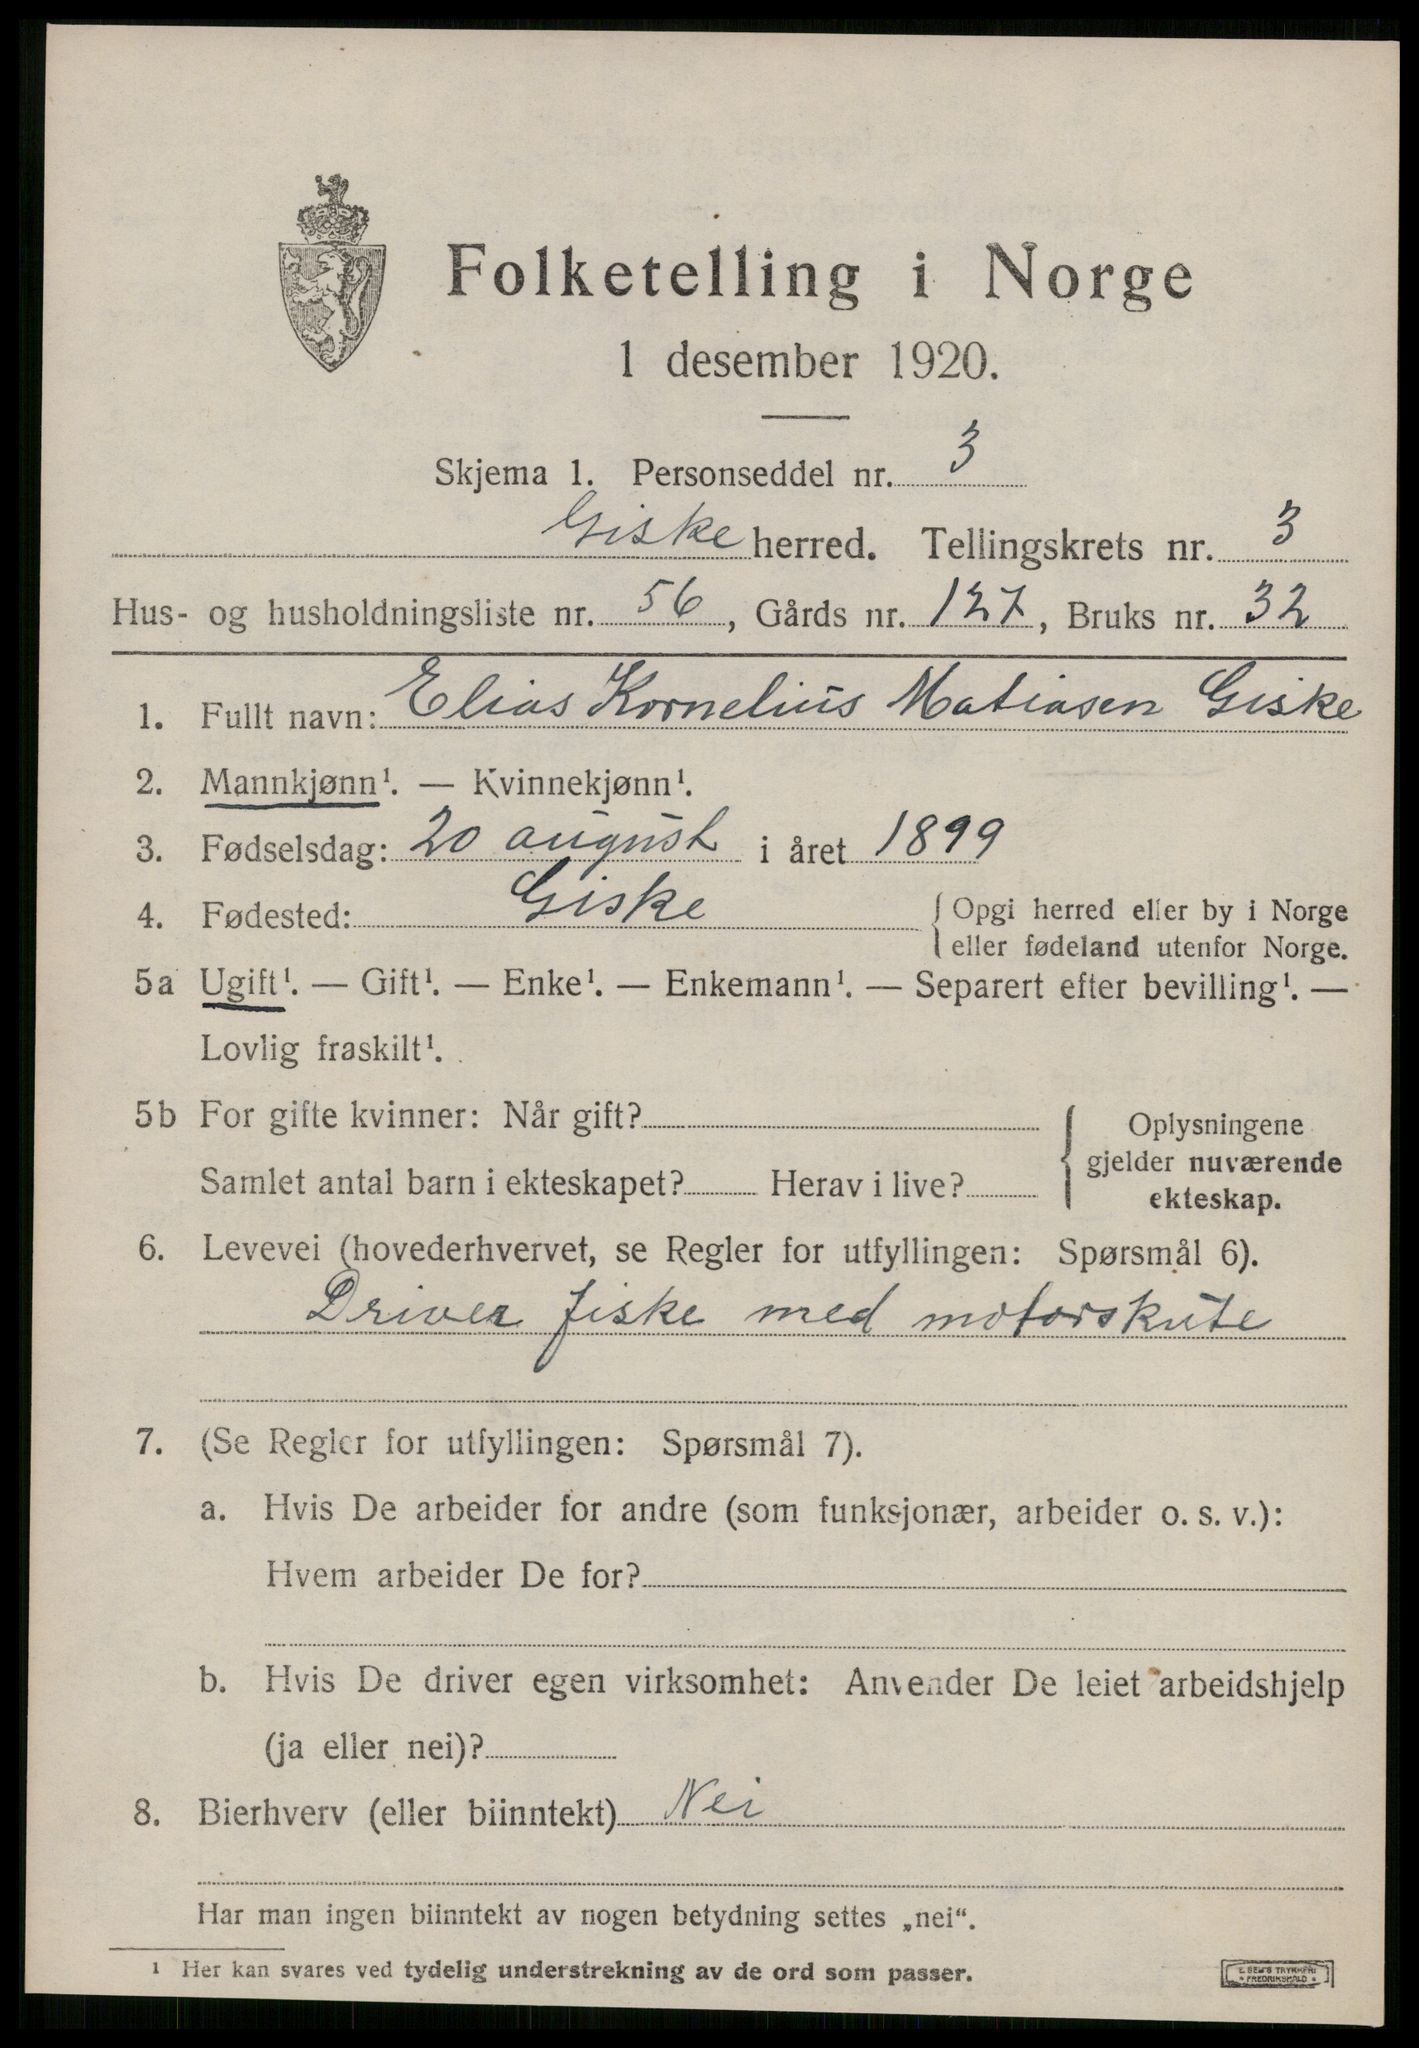 Folketelling i Norge
1 desember 1920.
Skjema 1. Personseddel nr. 3
Giske herred. Tellingskrets nr. 3
Hus- og husholdningsliste nr. 56, Gårds nr. 127, Bruks nr. 32
1. Fullt navn: Elias Kornelius Matiasen Giske
2. Mannkjønn¹. — Kvinnekjønn¹.
3. Fødselsdag: 20 august i året 1899
4. Fødested: Giske { Opgi herred eller by i Norge
eller fødeland utenfor Norge.
5a Ugift¹. — Gift¹. — Enke¹. — Enkemann¹. — Separert efter bevilling¹. —
Lovlig fraskilt¹.
5b For gifte kvinner: Når gift? { Oplysningene
gjelder nuværende
Samlet antal barn i ekteskapet? Herav i live?
ekteskap.
6. Levevei (hovederhvervet, se Regler for utfyllingen: Spørsmål 6).
Driver fiske med motorskute
7. (Se Regler for utfyllingen: Spørsmål 7).
a. Hvis De arbeider for andre (som funksjonær, arbeider o. s. v.):
Hvem arbeider De for?
b. Hvis De driver egen virksomhet: Anvender De leiet arbeidshjelp
(ja eller nei)?
8. Bierhverv (eller biinntekt) Nei
Har man ingen biinntekt av nogen betydning settes „nei“.
¹ Her kan svares ved tydelig understrekning av de ord som passer.
E. SEM'S TRYKKERI
FREDRIKSHALD